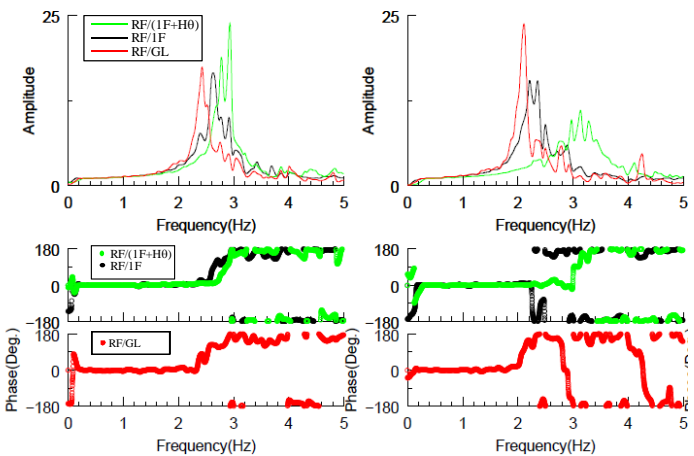 25
RF/(1F+Hθ)
RF/1F
RF/GL
Amplitude
0
0 1 2 3 4 5
Frequency(Hz)
25
Amplitude
0
0 1 2 3 4 5
Frequency(Hz)
180
RF/(1F+Hθ)
RF/1F
0
−180
180
RF/GL
0
−180
Phase(Deg.)
0 1 2 3 4 5
Frequency(Hz)
180
0
−180
180
0
−180
Phase(Deg.)
0 1 2 3 4 5
Frequency(Hz)